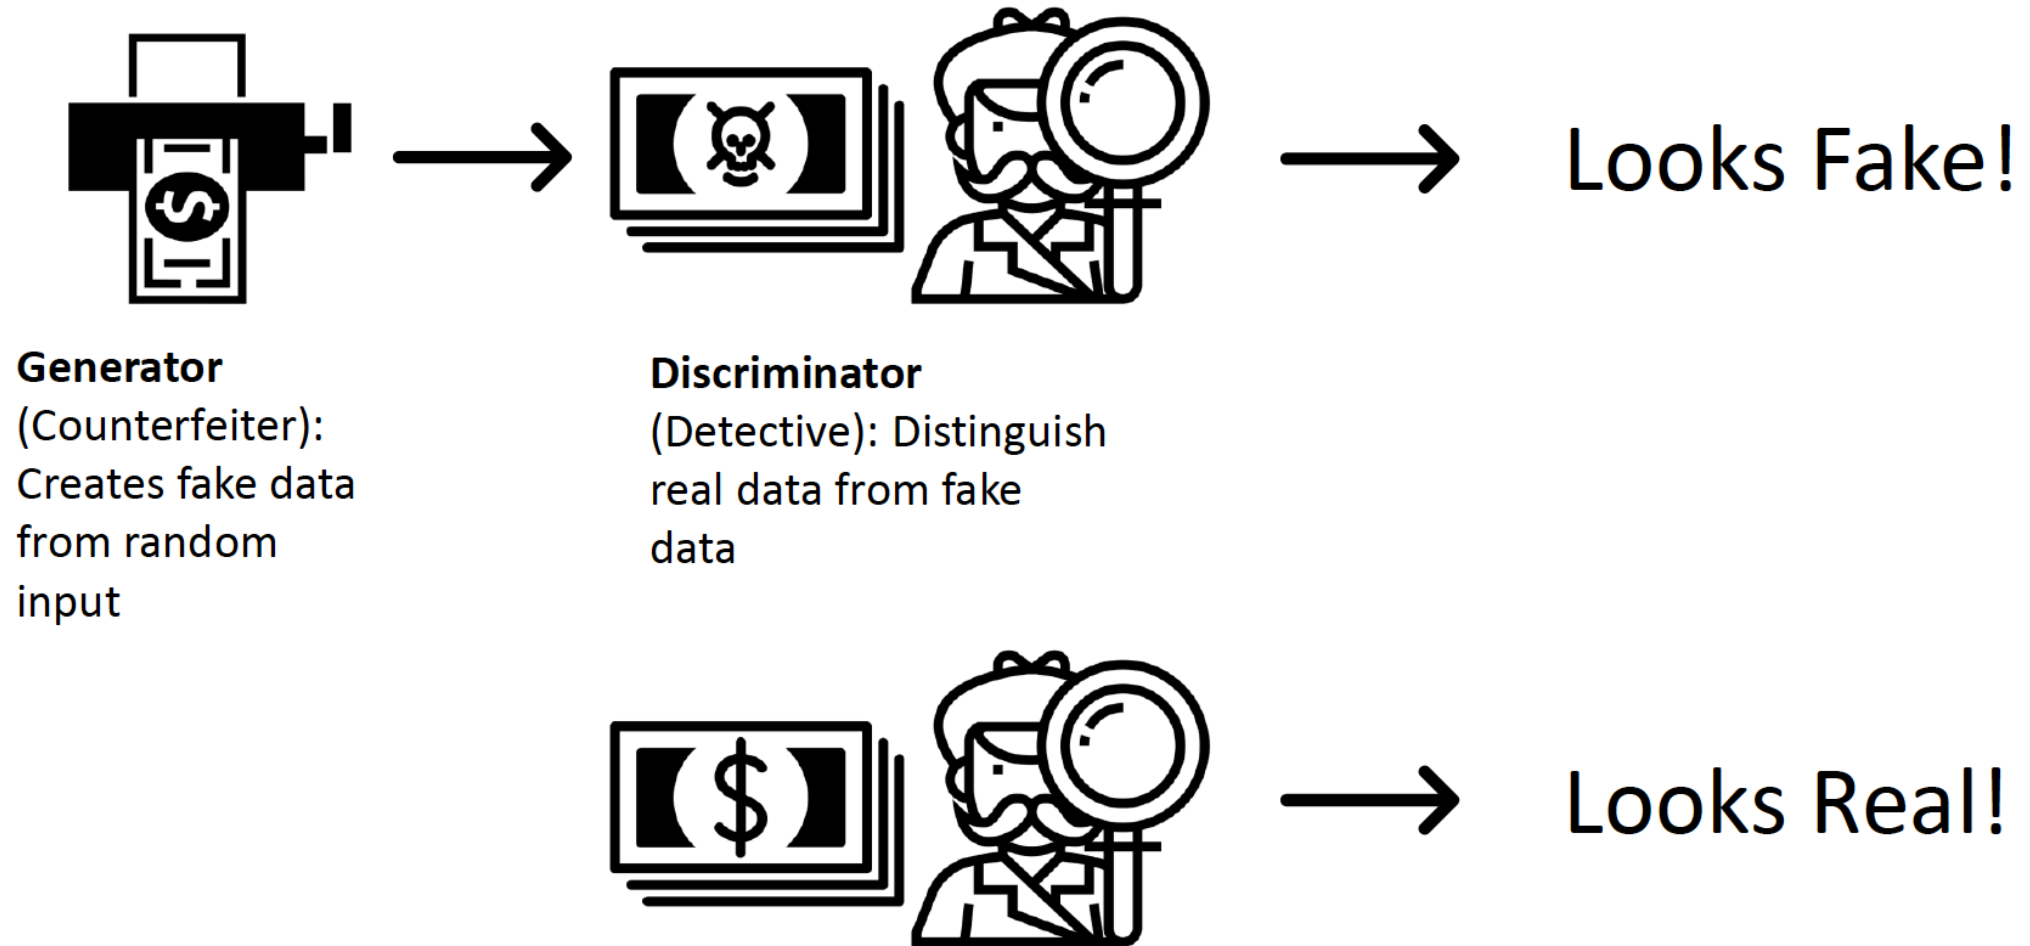 Looks Fake!
Generator
(Counterfeiter):
Creates fake data
from random
input
Discriminator
(Detective): Distinguish
real data from fake
data
Looks Real!